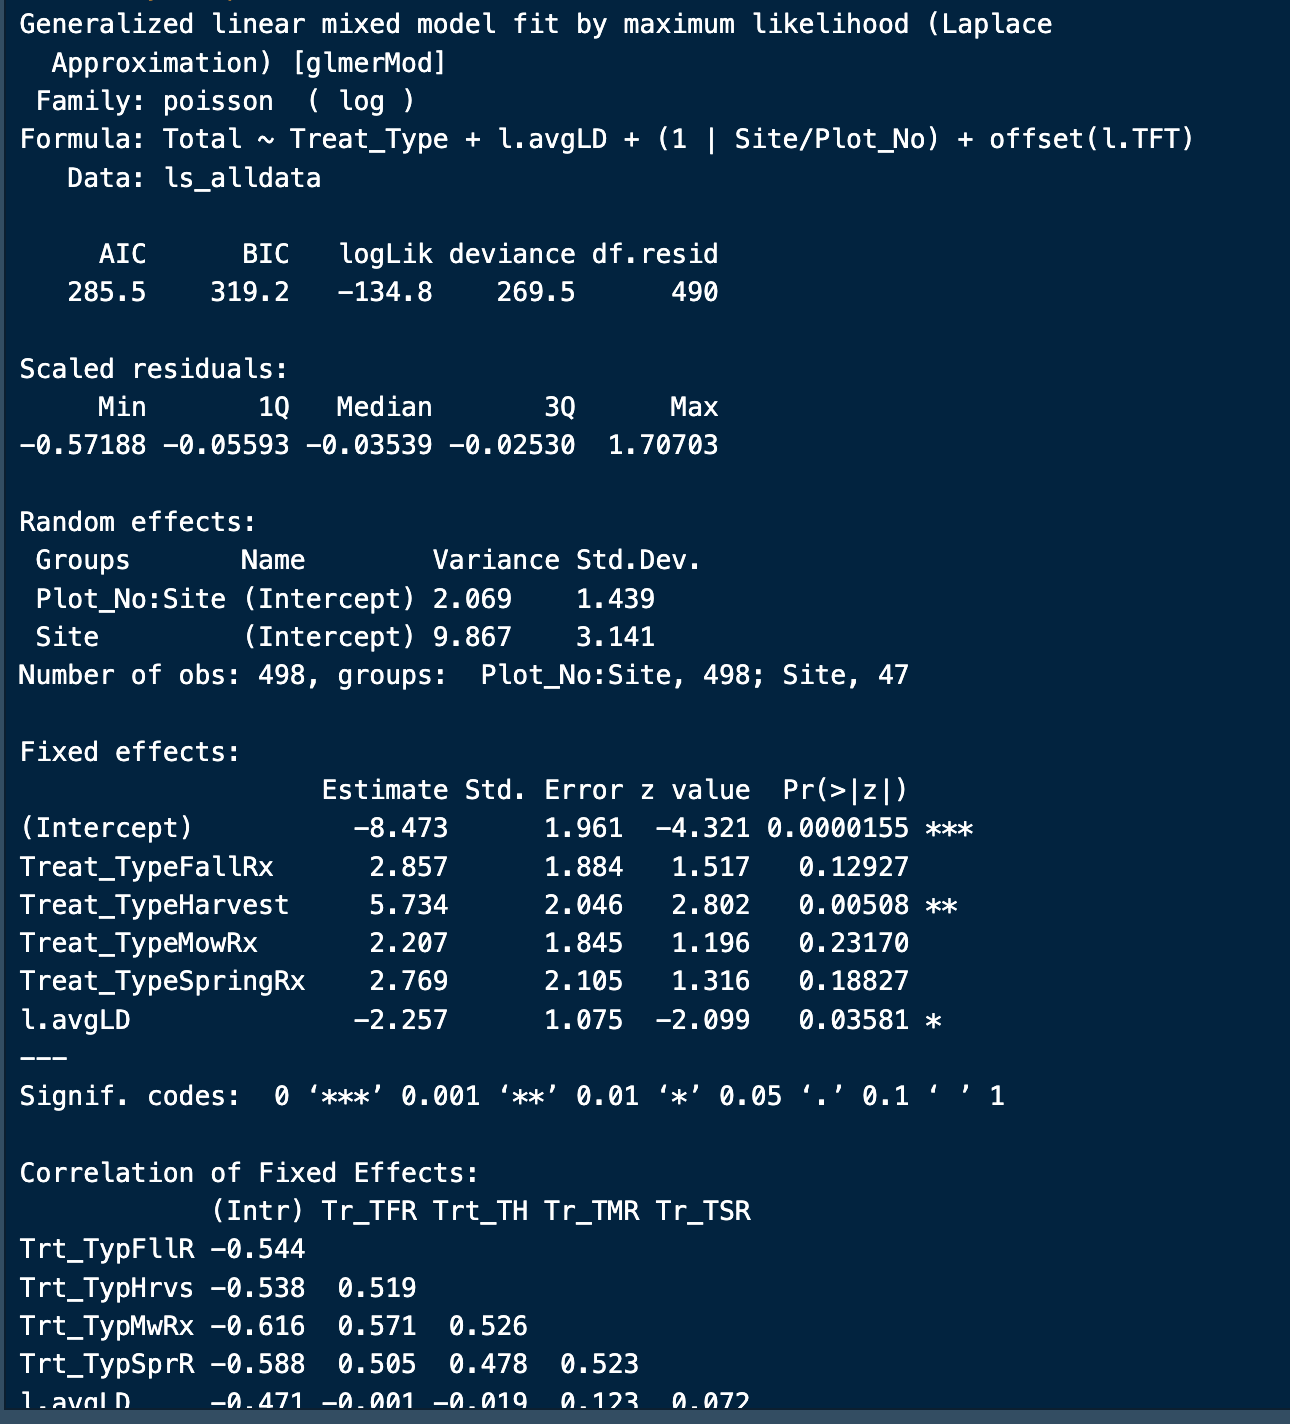 Generalized linear mixed model fit by maximum likelihood (Laplace
  Approximation) [glmerMod]
 Family: poisson  ( log )
Formula: Total ~ Treat_Type + l.avgLD + (1 | Site/Plot_No) + offset(l.TFT)
   Data: ls_alldata

     AIC      BIC   logLik deviance df.resid
   285.5    319.2   −134.8    269.5      490

Scaled residuals:
     Min       1Q   Median       3Q      Max
−0.57188 −0.05593 −0.03539 −0.02530  1.70703

Random effects:
 Groups       Name        Variance Std.Dev.
 Plot_No:Site (Intercept) 2.069    1.439
 Site         (Intercept) 9.867    3.141
Number of obs: 498, groups:  Plot_No:Site, 498; Site, 47

Fixed effects:
                   Estimate Std. Error z value  Pr(>|z|)
(Intercept)          −8.473      1.961  −4.321 0.0000155 ***
Treat_TypeFallRx      2.857      1.884   1.517   0.12927
Treat_TypeHarvest     5.734      2.046   2.802   0.00508 **
Treat_TypeMowRx       2.207      1.845   1.196   0.23170
Treat_TypeSpringRx    2.769      2.105   1.316   0.18827
l.avgLD              −2.257      1.075  −2.099   0.03581 *
−−−
Signif. codes:  0 ‘***’ 0.001 ‘**’ 0.01 ‘*’ 0.05 ‘.’ 0.1 ‘ ’ 1

Correlation of Fixed Effects:
            (Intr) Tr_TFR Trt_TH Tr_TMR Tr_TSR
Trt_TypFllR −0.544
Trt_TypHrvs −0.538  0.519
Trt_TypMwRx −0.616  0.571  0.526
Trt_TypSprR −0.588  0.505  0.478  0.523
l.avgLD     −0.471 −0.001 −0.019  0.123  0.072